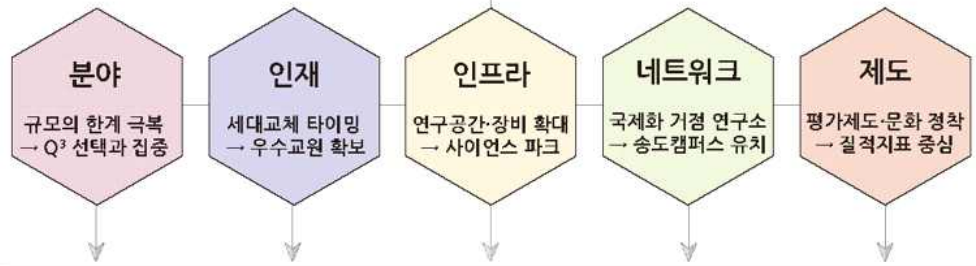 분야
규모의 한계 극복
→ Q³ 선택과 집중
인재
세대교체 타이밍
→ 우수교원 확보
인프라
연구공간·장비 확대
→ 사이언스 파크
네트워크
국제화 거점 연구소
→ 송도캠퍼스 유치
제도
평가제도·문화 정착
→ 질적지표 중심